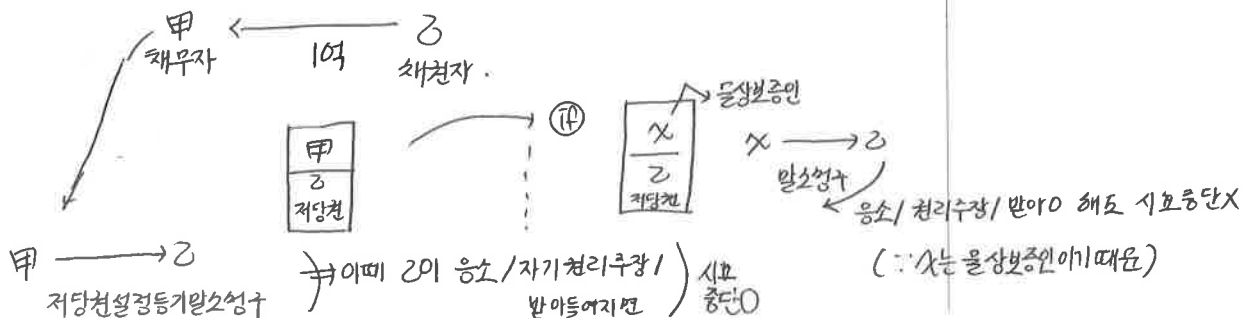 甲 ← 乙
채무자 1억 채권자.
甲
乙
저당권
→ if
X → 물상보증인
乙
저당권
X → 乙
말소청구
응소/권리주장/받아O 해도 시효중단X
(∵ X는 물상보증인이기때문)
甲 → 乙
저당권설정등기말소청구
⇒ 이때 乙이 응소/자기권리주장/
받아들여지면
시효
중단O